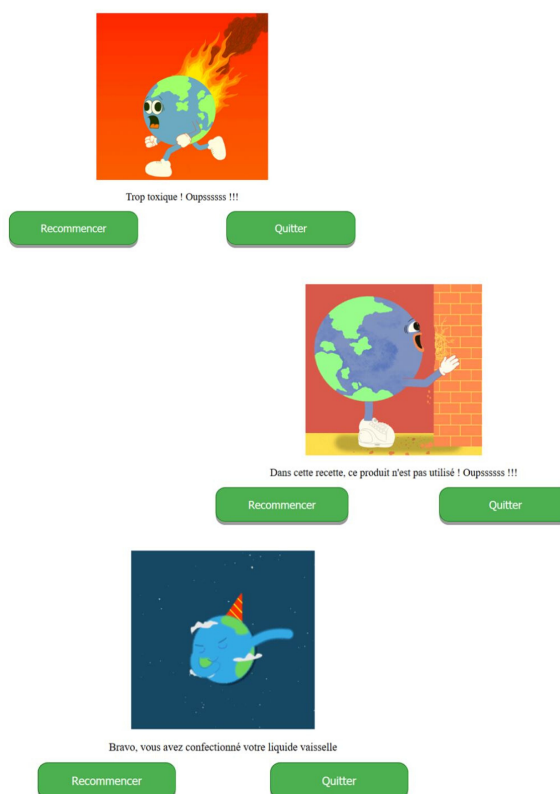 Trop toxique ! Oupssssss !!!
Recommencer
Quitter
Dans cette recette, ce produit n'est pas utilisé ! Oupssssss !!!
Recommencer
Quitter
Bravo, vous avez confectionné votre liquide vaisselle
Recommencer
Quitter